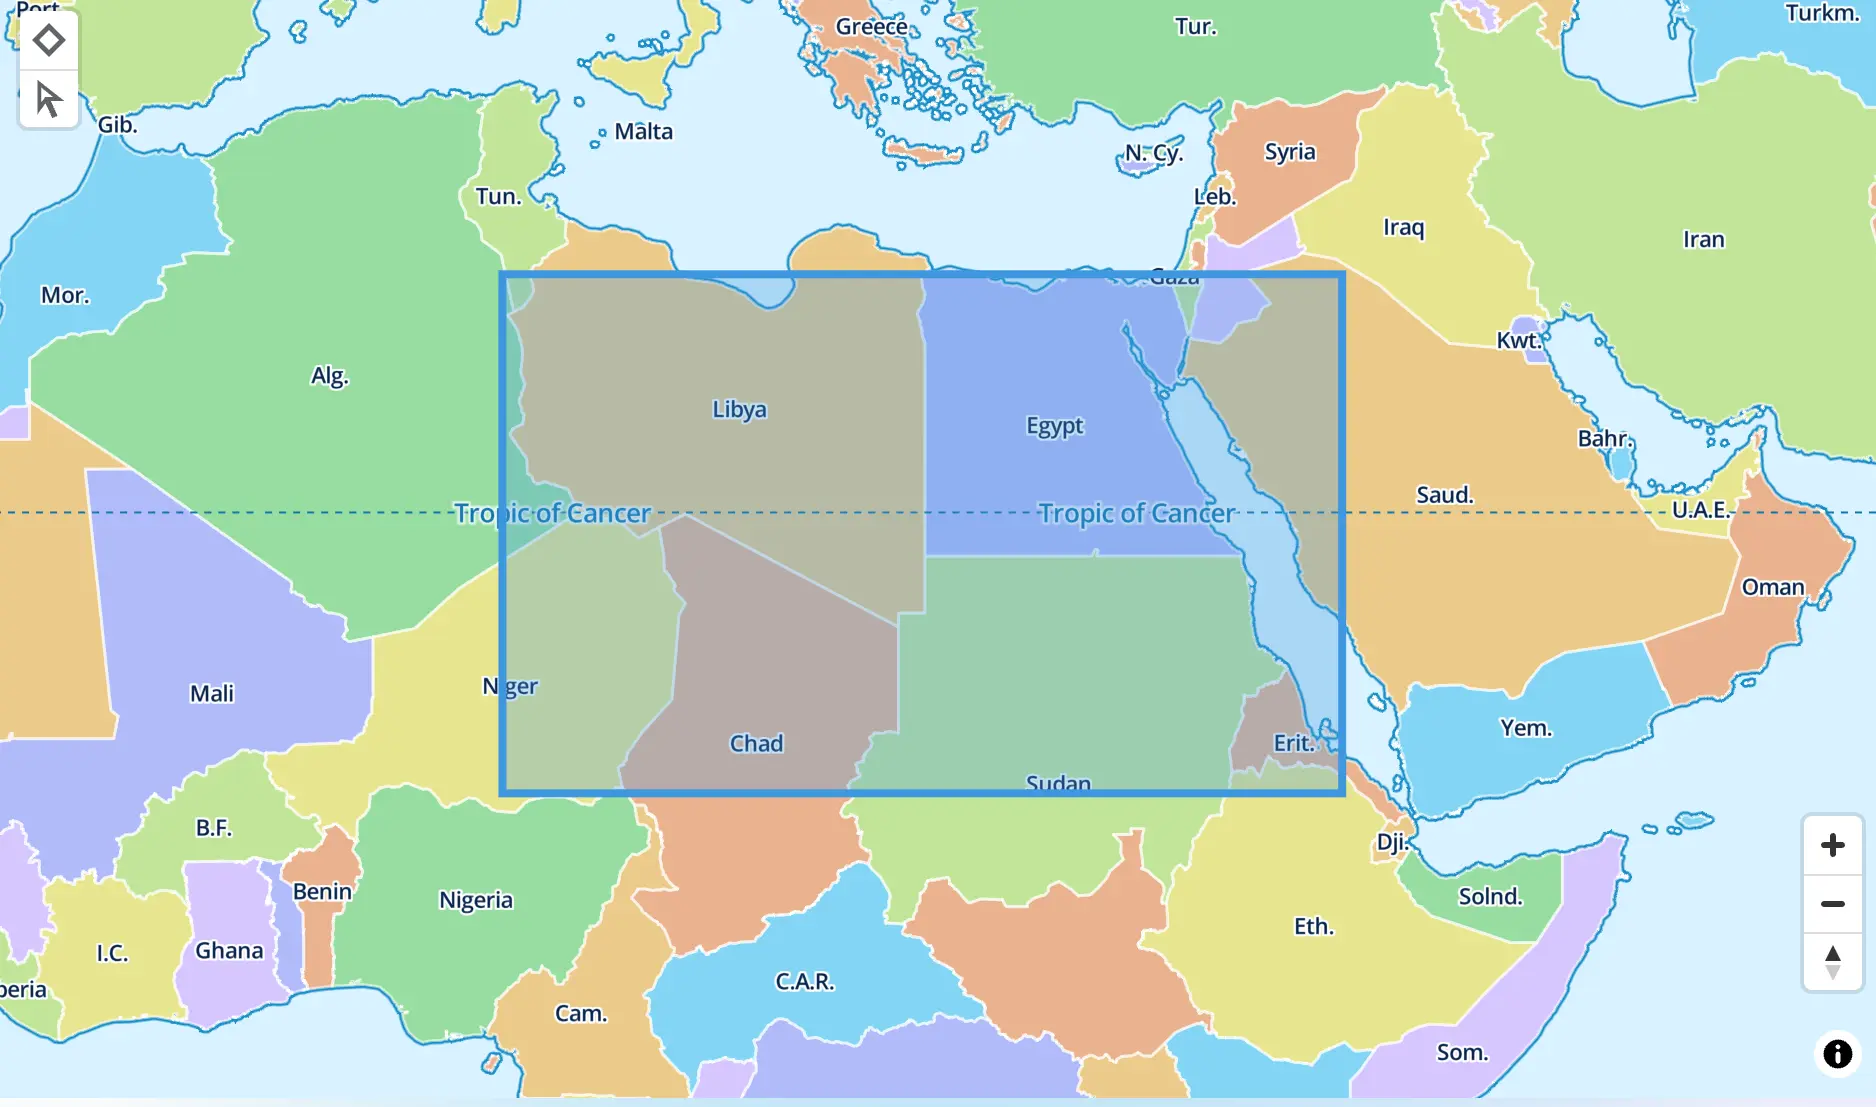 Port.
Greece
Tur.
Turkm.
Gib.
Malta
N. Cy.
Syria
Tun.
Leb.
Iraq
Iran
Gaza
Mor.
Kwt.
Alg.
Libya
Egypt
Bahr.
Saud.
Tropic of Cancer
Tropic of Cancer
U.A.E.
Oman
Niger
Mali
Yem.
Chad
Erit.
Sudan
B.F.
Dji.
Benin
Nigeria
Solnd.
Eth.
I.C.
Ghana
C.A.R.
beria
Cam.
Som.